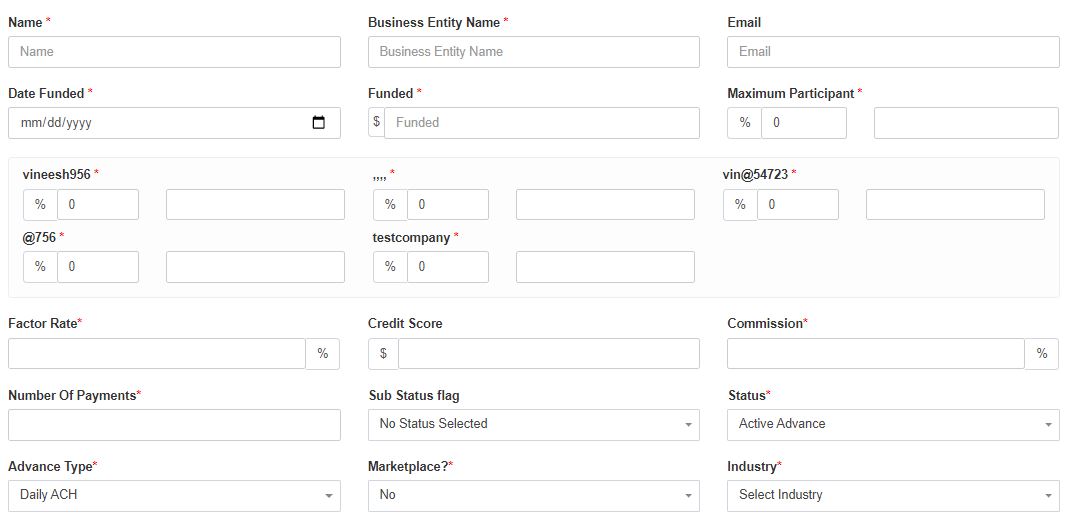 Name * Business Entity Name * Email
Name Business Entity Name Email
Date Funded * Funded * Maximum Participant *
mm/dd/yyyy $ Funded % 0
vineesh956 * ,,,, * vin@54723 *
% 0 % 0 % 0
@756 * testcompany *
% 0 % 0
Factor Rate* Credit Score Commission*
% $ %
Number Of Payments* Sub Status flag Status*
No Status Selected Active Advance
Advance Type* Marketplace?* Industry*
Daily ACH No Select Industry